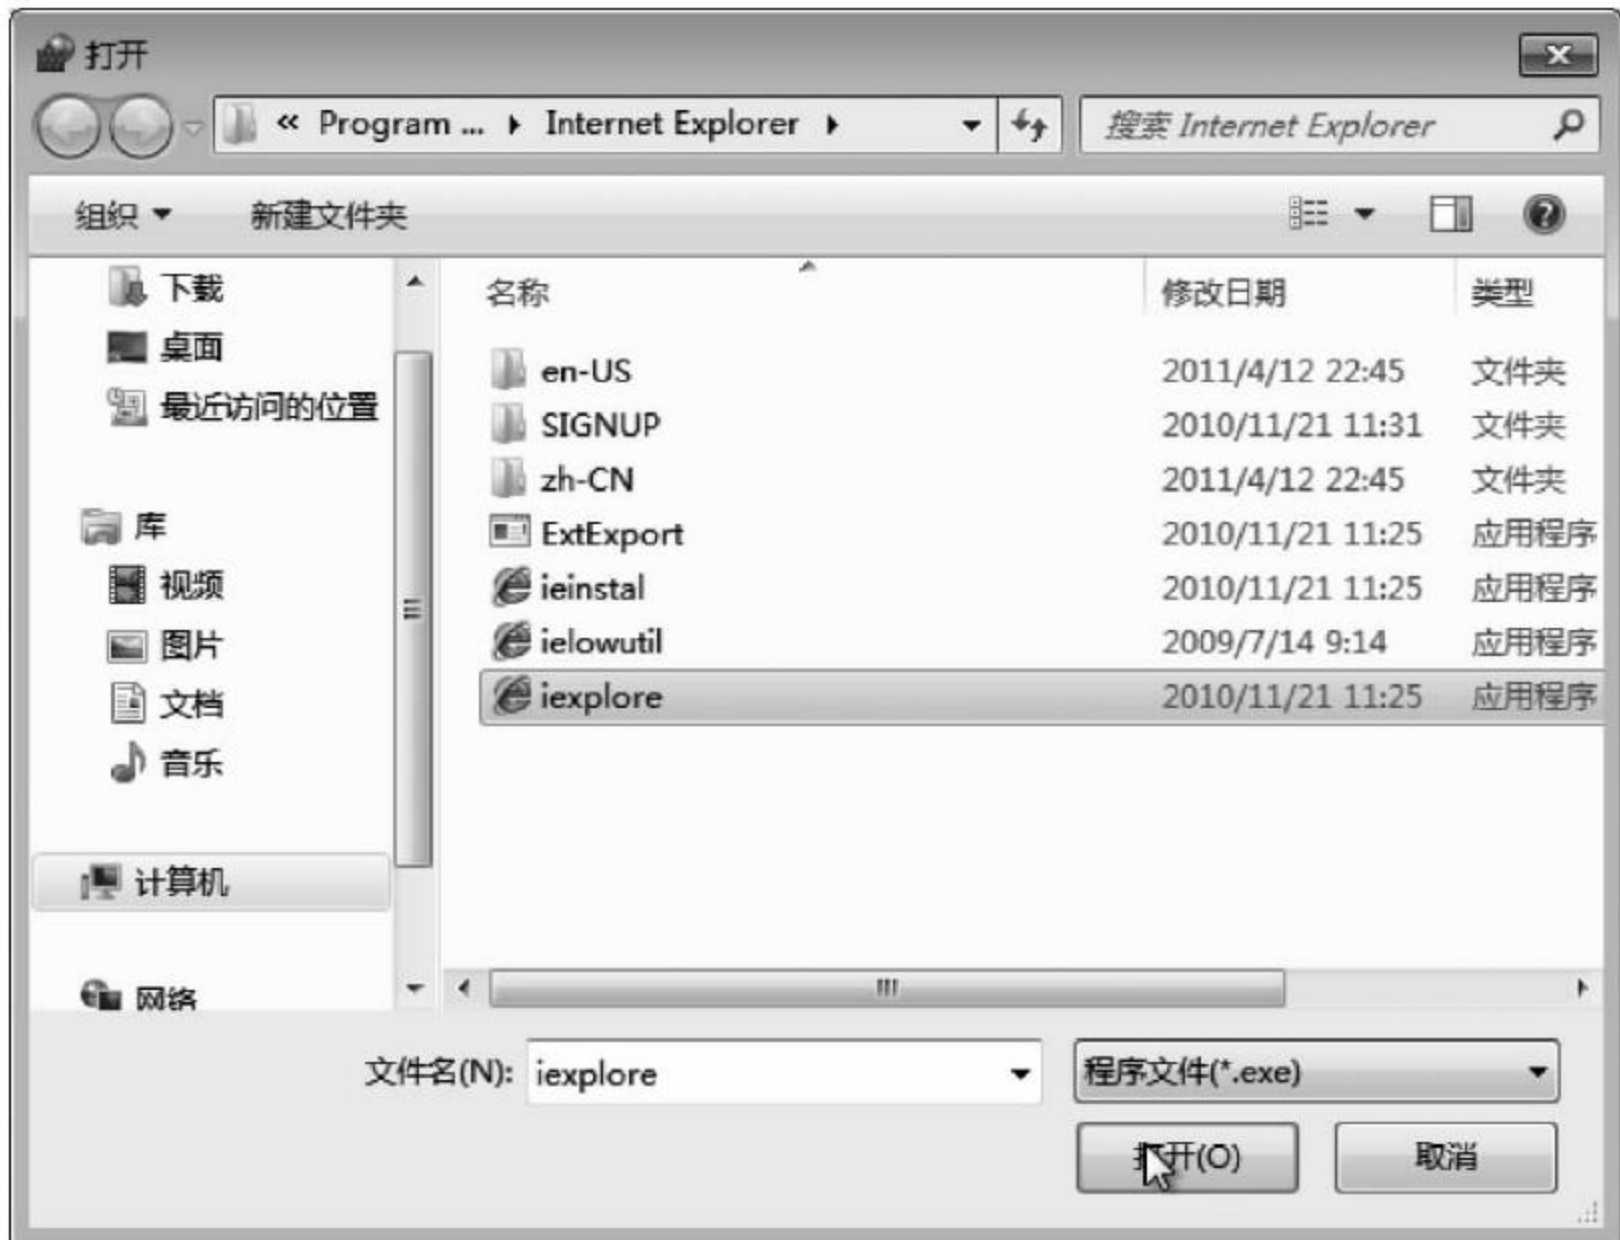 打开
« Program ... Internet Explorer
搜索 Internet Explorer
组织
新建文件夹
下载
桌面
最近访问的位置
库
视频
图片
文档
音乐
计算机
网络
名称 修改日期 类型
en-US 2011/4/12 22:45 文件夹
SIGNUP 2010/11/21 11:31 文件夹
zh-CN 2011/4/12 22:45 文件夹
ExtExport 2010/11/21 11:25 应用程序
ieinstal 2010/11/21 11:25 应用程序
ielowutil 2009/7/14 9:14 应用程序
iexplore 2010/11/21 11:25 应用程序
文件名(N): iexplore
程序文件(*.exe)
打开(O)
取消